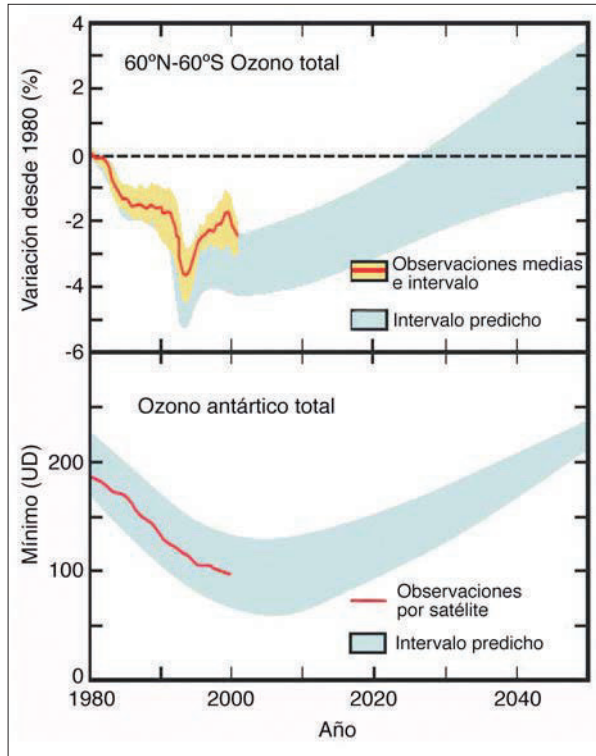 4
60ºN-60ºS Ozono total
2
0
-2
-4
-6
Variación desde 1980 (%)
Observaciones medias
e intervalo
Intervalo predicho
Ozono antártico total
200
100
0
Mínimo (UD)
Observaciones
por satélite
Intervalo predicho
1980
2000
2020
2040
Año